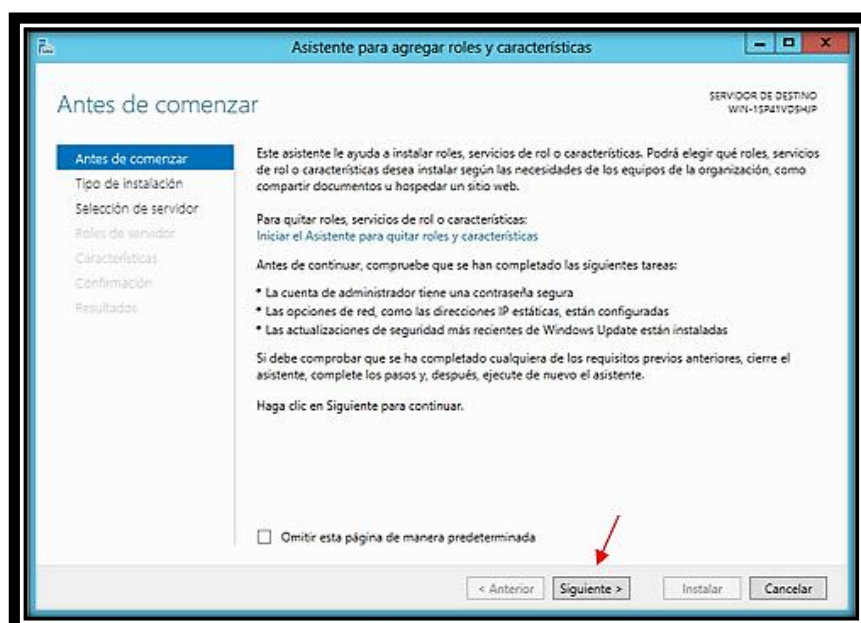 Asistente para agregar roles y características
Antes de comenzar
SERVIDOR DE DESTINO
Antes de comenzar
Tipo de instalación
Selección de servidor
Roles de servidor
Características
Confirmación
Resultados
Este asistente le ayuda a instalar roles, servicios de rol o características. Podrá elegir qué roles, servicios
de rol o características desea instalar según las necesidades de los equipos de la organización, como
compartir documentos u hospedar un sitio web.
Para quitar roles, servicios de rol o características:
Iniciar el Asistente para quitar roles y características
Antes de continuar, compruebe que se han completado las siguientes tareas:
* La cuenta de administrador tiene una contraseña segura
* Las opciones de red, como las direcciones IP estáticas, están configuradas
* Las actualizaciones de seguridad más recientes de Windows Update están instaladas
Si debe comprobar que se ha completado cualquiera de los requisitos previos anteriores, cierre el
asistente, complete los pasos y, después, ejecute de nuevo el asistente.
Haga clic en Siguiente para continuar.
Omitir esta página de manera predeterminada
< Anterior
Siguiente >
Instalar
Cancelar